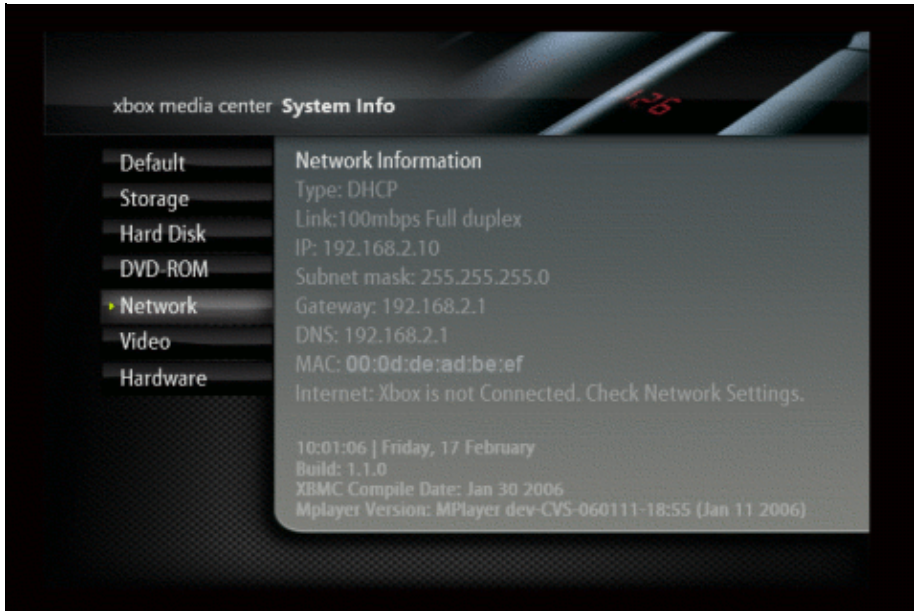 xbox media center System Info
:26
Default
Storage
Hard Disk
DVD-ROM
Network
Video
Hardware
Network Information
Type: DHCP
Link:100mbps Full duplex
IP: 192.168.2.10
Subnet mask: 255.255.255.0
Gateway: 192.168.2.1
DNS: 192.168.2.1
MAC: 00:0d:de:ad:be:ef
Internet: Xbox is not Connected. Check Network Settings.
10:01:06 | Friday, 17 February
Build: 1.1.0
XBMC Compile Date: Jan 30 2006
Mplayer Version: MPlayer dev-CVS-060111-18:55 (Jan 11 2006)